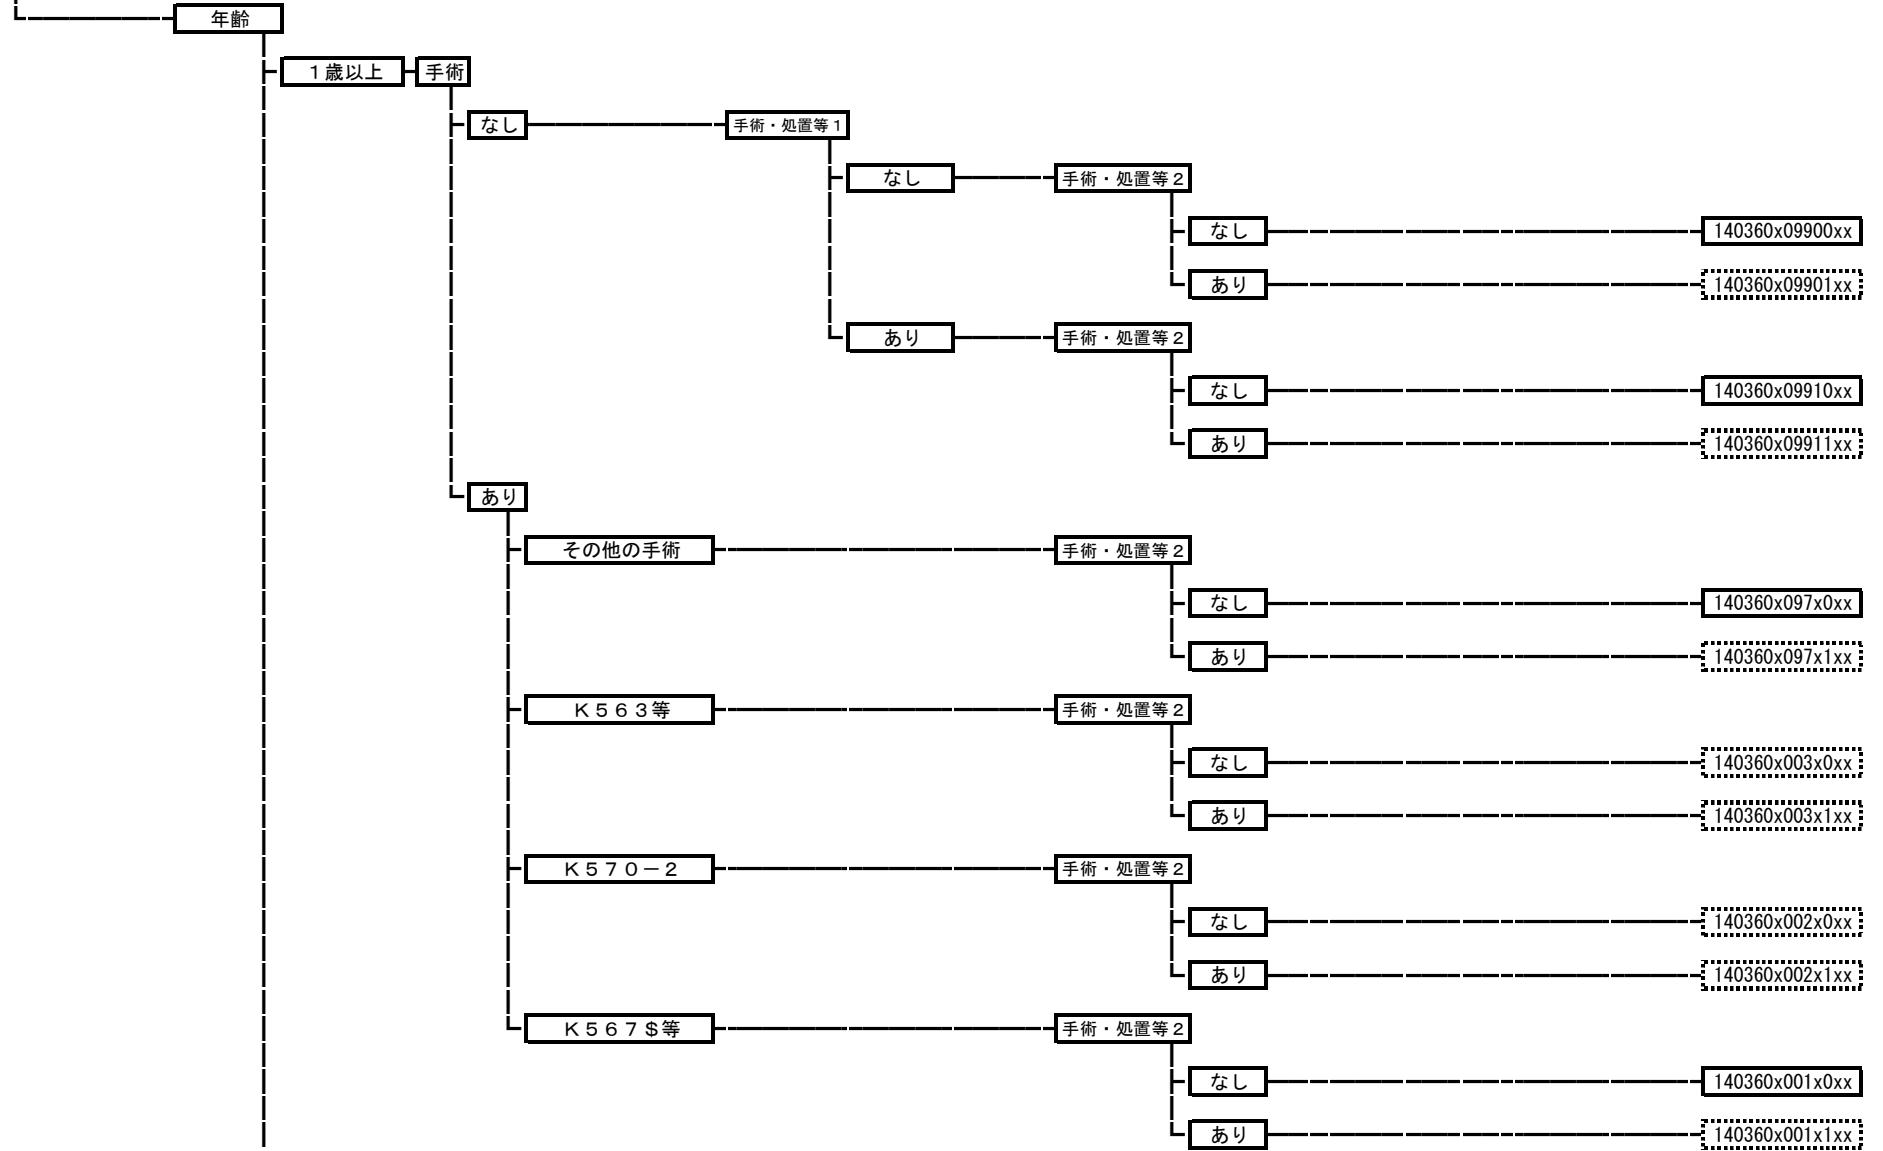 年齢
１歳以上 手術
なし 手術・処置等１
なし 手術・処置等２
なし 140360x09900xx
あり 140360x09901xx
あり 手術・処置等２
なし 140360x09910xx
あり 140360x09911xx
あり
その他の手術 手術・処置等２
なし 140360x097x0xx
あり 140360x097x1xx
Ｋ５６３等 手術・処置等２
なし 140360x003x0xx
あり 140360x003x1xx
Ｋ５７０－２ 手術・処置等２
なし 140360x002x0xx
あり 140360x002x1xx
Ｋ５６７＄等 手術・処置等２
なし 140360x001x0xx
あり 140360x001x1xx